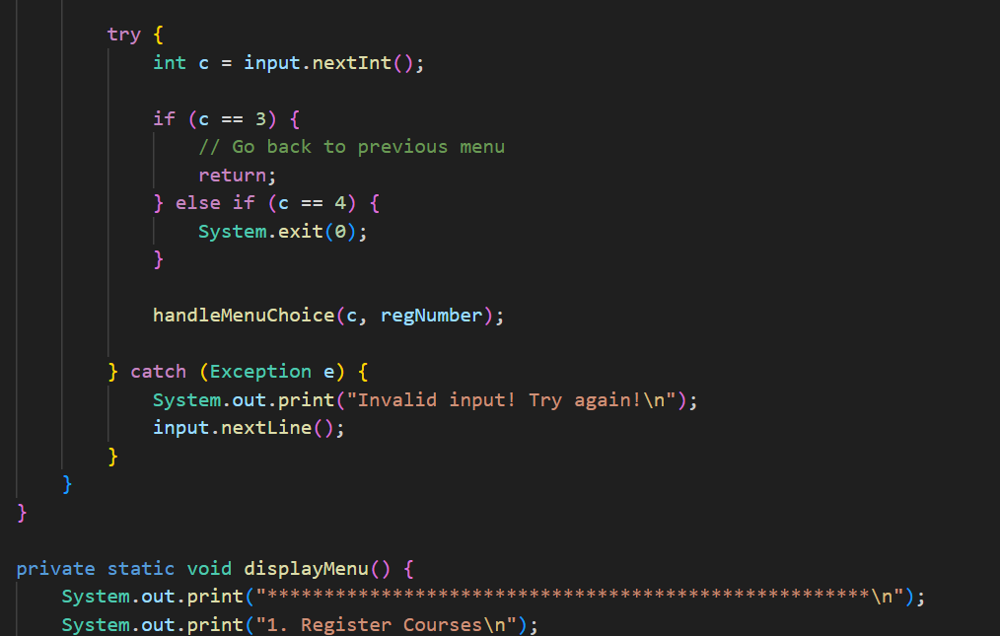 try {
int c = input.nextInt();
if (c == 3) {
// Go back to previous menu
return;
} else if (c == 4) {
System.exit(0);
}
handleMenuChoice(c, regNumber);
} catch (Exception e) {
System.out.print("Invalid input! Try again!\n");
input.nextLine();
}
}
}
private static void displayMenu() {
System.out.print("*****************************************************\n");
System.out.print("1. Register Courses\n");